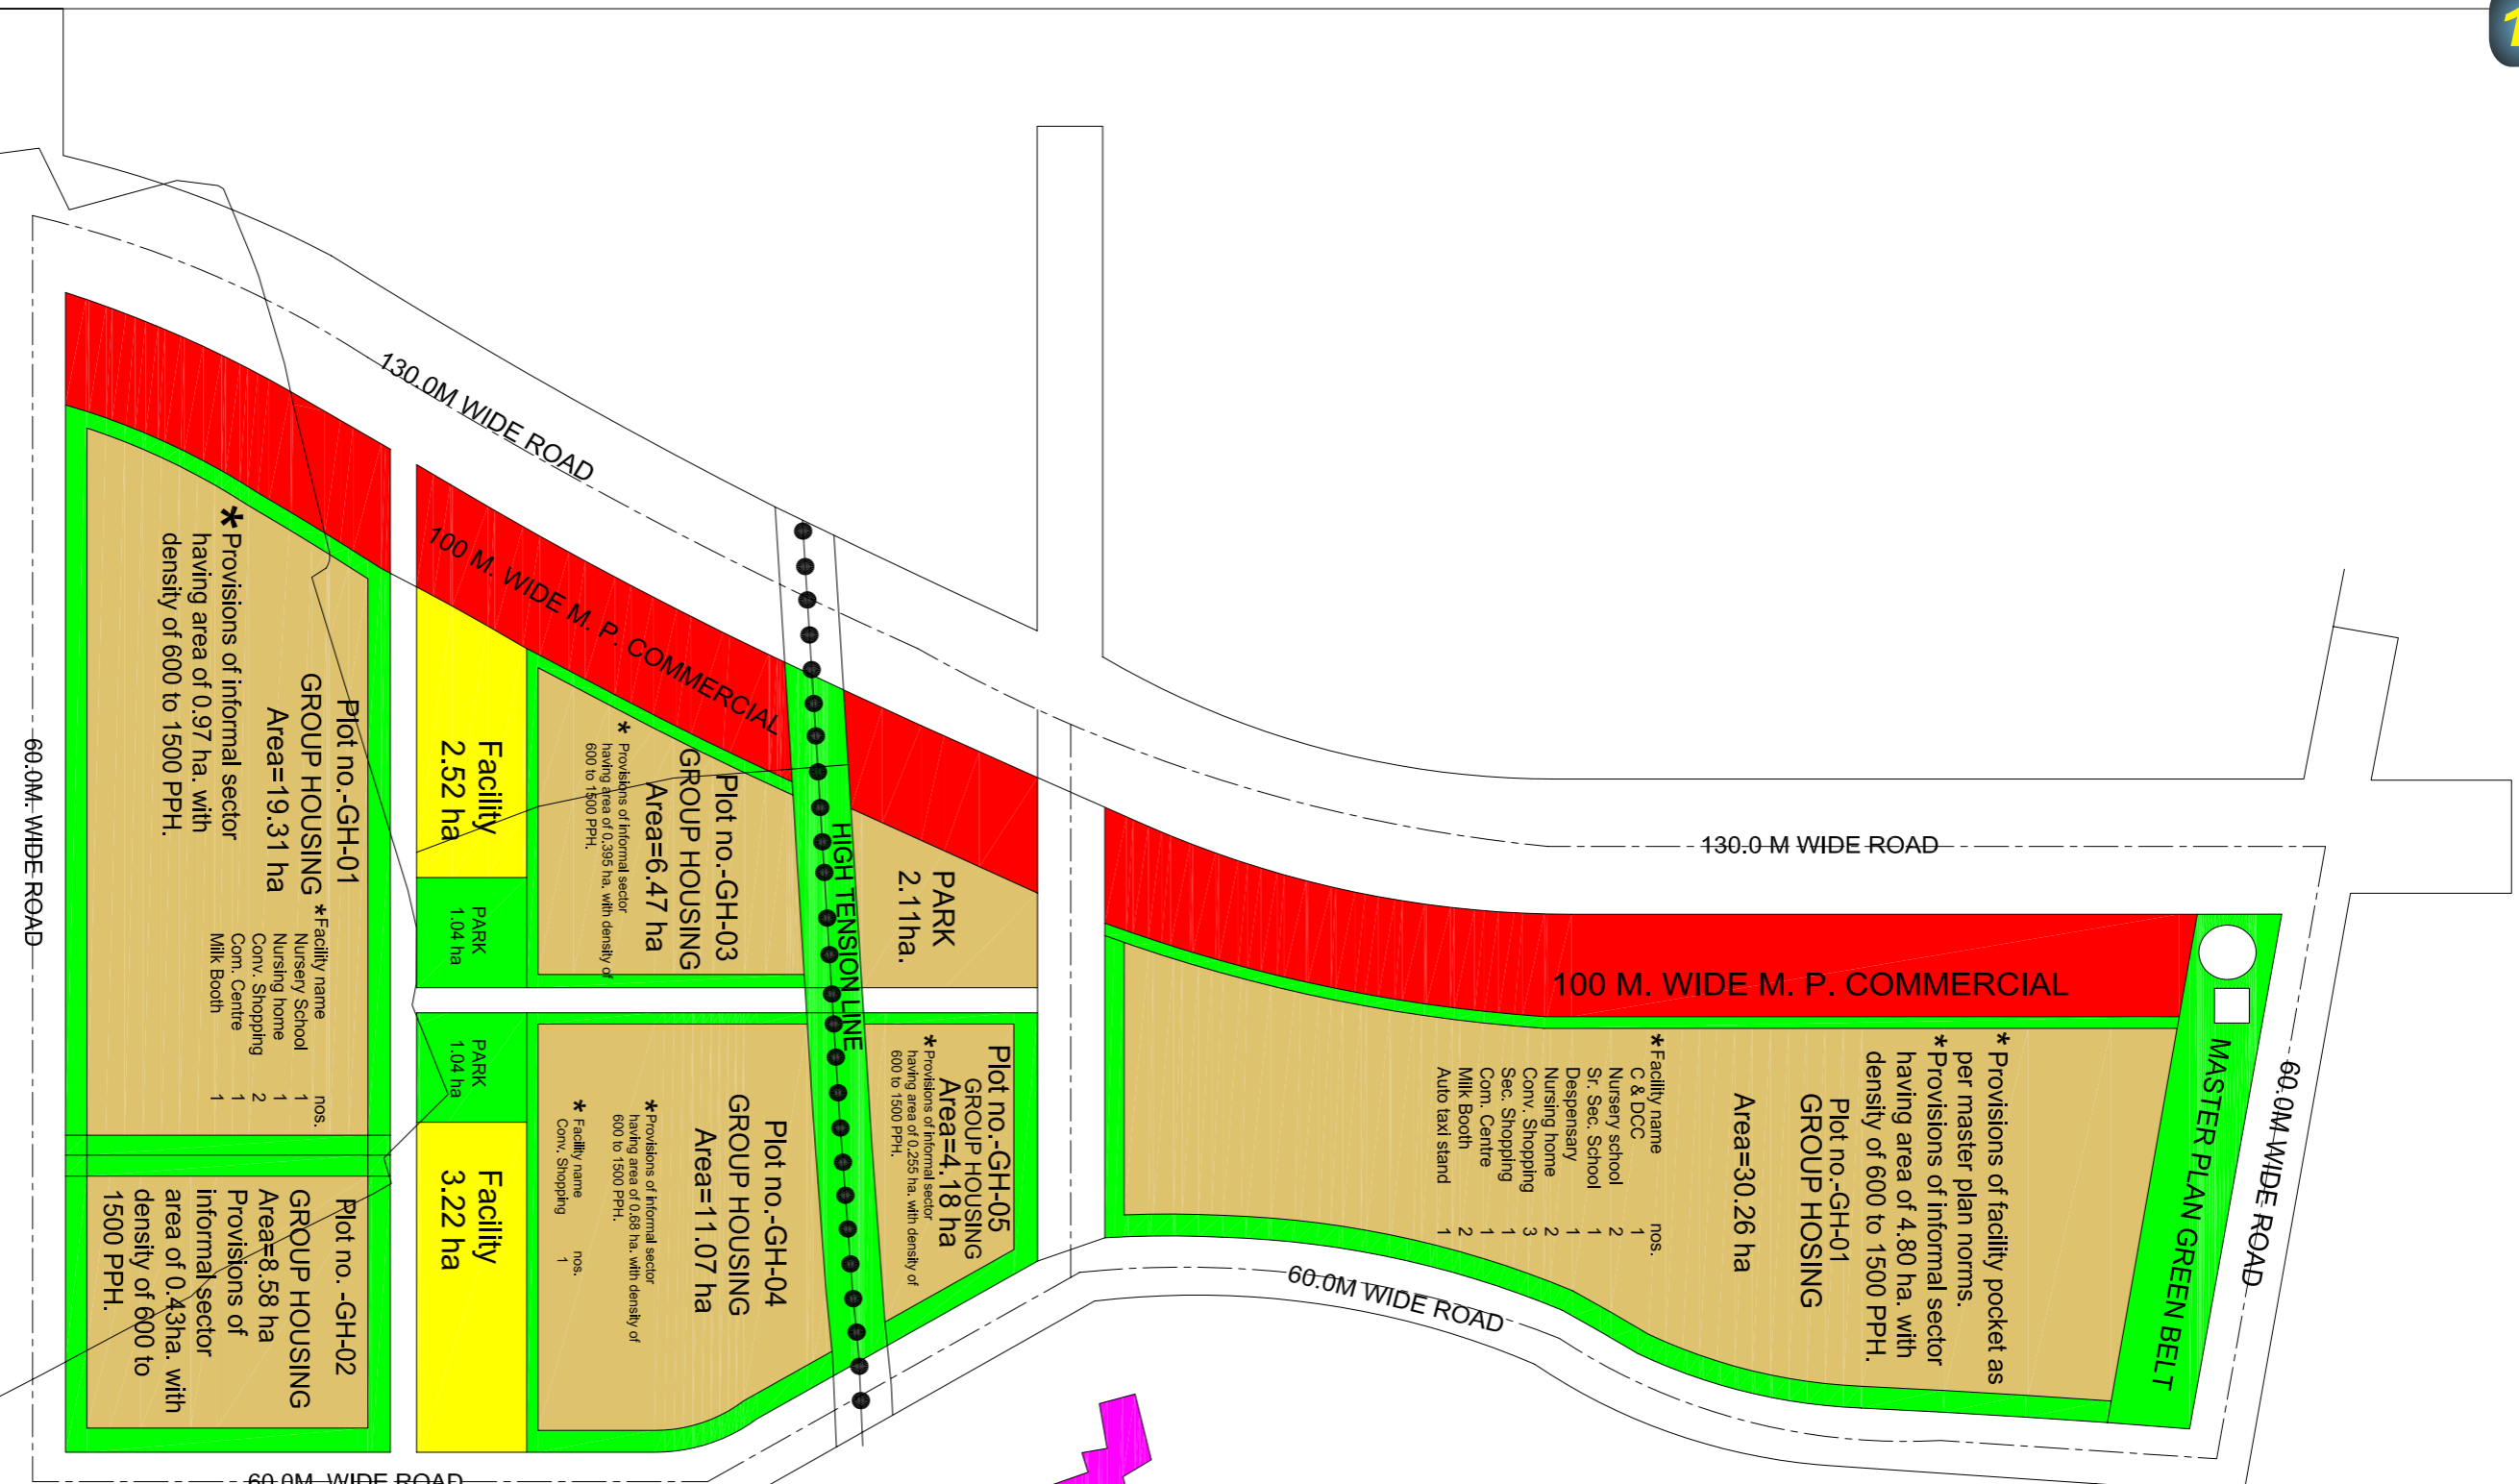 1
130.0M WIDE ROAD
100 M. WIDE M. P. COMMERCIAL
60.0M. WIDE ROAD
Plot no.-GH-01
GROUP HOUSING
Area=19.31 ha
*Provisions of informal sector
having area of 0.97 ha. with
density of 600 to 1500 PPH.
*Facility name nos.
Nursery School 1
Nursing home 1
Conv. Shopping 2
Com. Centre 1
Milk Booth 1
Plot no. -GH-02
GROUP HOUSING
Area=8.58 ha
Provisions of
informal sector
area of 0.43ha. with
density of 600 to
1500 PPH.
Facility
2.52 ha
PARK
1.04 ha
PARK
1.04 ha
Facility
3.22 ha
Plot no.-GH-03
GROUP HOUSING
Area=6.47 ha
* Provisions of informal sector
having area of 0.395 ha. with density of
600 to 1500 PPH.
HIGH TENSION LINE
PARK
2.11ha.
Plot no.-GH-04
GROUP HOUSING
Area=11.07 ha
*Provisions of informal sector
having area of 0.68 ha. with density of
600 to 1500 PPH.
* Facility name nos.
Conv. Shopping 1
Plot no.-GH-05
GROUP HOUSING
Area=4.18 ha
*Provisions of informal sector
having area of 0.255 ha. with density of
600 to 1500 PPH.
130.0 M WIDE ROAD
100 M. WIDE M. P. COMMERCIAL
*Provisions of facility pocket as
per master plan norms.
*Provisions of informal sector
having area of 4.80 ha. with
density of 600 to 1500 PPH.
Plot no.-GH-01
GROUP HOSING
Area=30.26 ha
*Facility name nos.
C & DCC 1
Nursery school 2
Sr. Sec. School 1
Despensary 1
Nursing home 2
Conv. Shopping 3
Sec. Shopping 1
Com. Centre 1
Milk Booth 2
Auto taxi stand 1
MASTER PLAN GREEN BELT
60.0M WIDE ROAD
60.0M WIDE ROAD
60.0M. WIDE ROAD